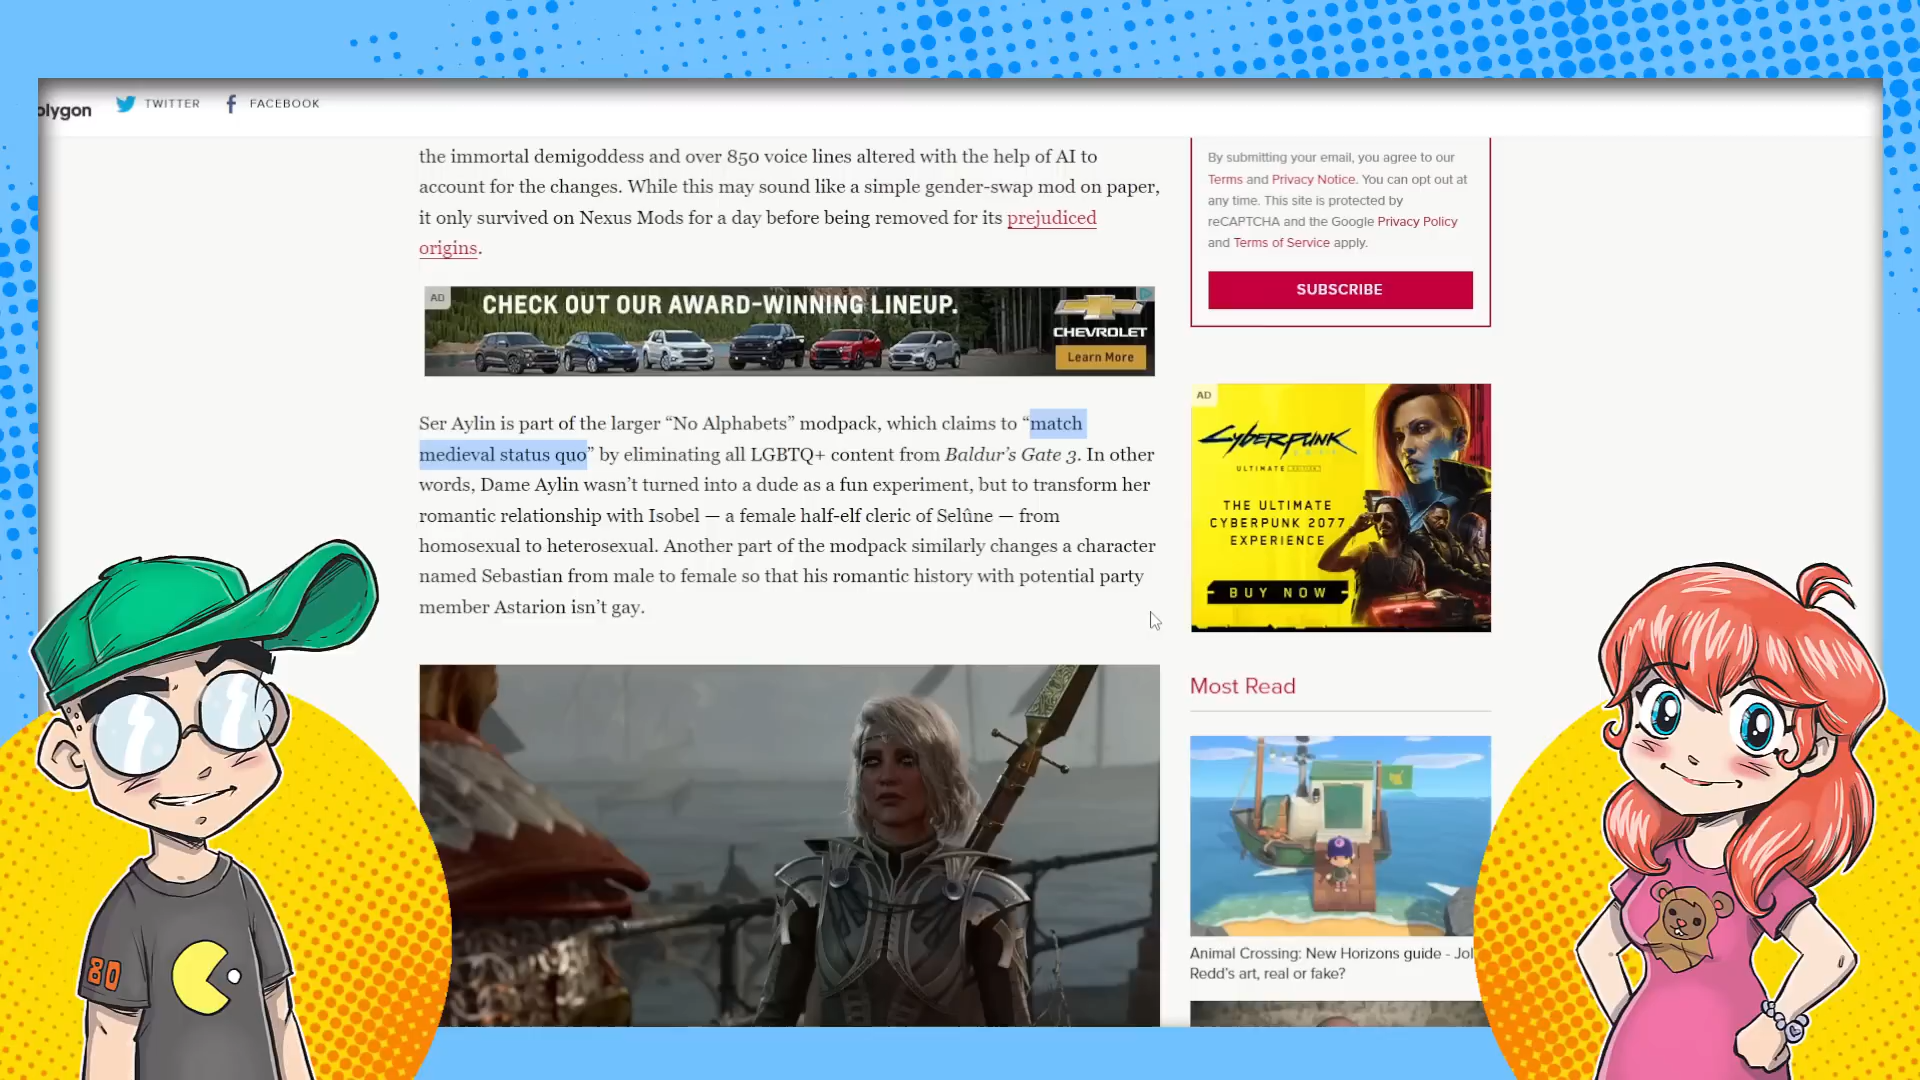 olygon
TWITTER
FACEBOOK
the immortal demigoddess and over 850 voice lines altered with the help of AI to
account for the changes. While this may sound like a simple gender-swap mod on paper,
it only survived on Nexus Mods for a day before being removed for its prejudiced
origins.
AD
CHECK OUT OUR AWARD-WINNING LINEUP.
CHEVROLET
Learn More
Ser Aylin is part of the larger “No Alphabets” modpack, which claims to “match
medieval status quo” by eliminating all LGBTQ+ content from Baldur’s Gate 3. In other
words, Dame Aylin wasn’t turned into a dude as a fun experiment, but to transform her
romantic relationship with Isobel — a female half-elf cleric of Selûne — from
homosexual to heterosexual. Another part of the modpack similarly changes a character
named Sebastian from male to female so that his romantic history with potential party
member Astarion isn’t gay.
By submitting your email, you agree to our
Terms and Privacy Notice. You can opt out at
any time. This site is protected by
reCAPTCHA and the Google Privacy Policy
and Terms of Service apply.
SUBSCRIBE
AD
Cyberpunk
ULTIMATE EDITION
THE ULTIMATE
CYBERPUNK 2077
EXPERIENCE
BUY NOW
Most Read
Animal Crossing: New Horizons guide - Jol
Redd’s art, real or fake?
80